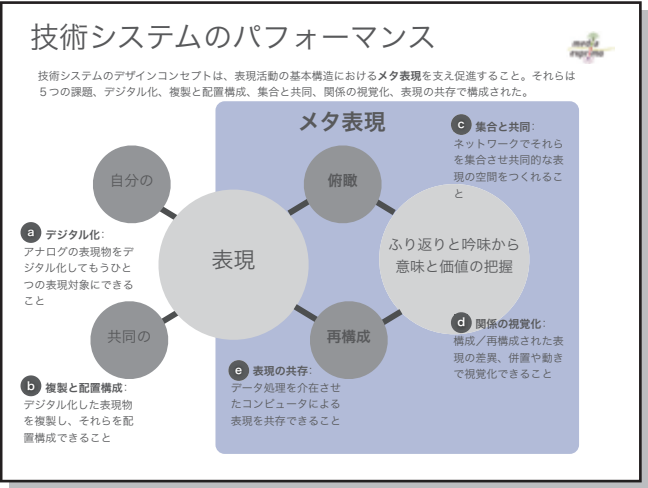 技術システムのパフォーマンス
media
exprimo
技術システムのデザインコンセプトは、表現活動の基本構造におけるメタ表現を支え促進すること。それらは
５つの課題、デジタル化、複製と配置構成、集合と共同、関係の視覚化、表現の共存で構成された。
メタ表現
c 集合と共同:
ネットワークでそれら
を集合させ共同的な表
現の空間をつくれるこ
と
自分の
俯瞰
a デジタル化:
アナログの表現物をデ
ジタル化してもうひと
つの表現対象にできる
こと
表現
ふり返りと吟味から
意味と価値の把握
共同の
再構成
d 関係の視覚化:
構成／再構成された表
現の差異、併置や動き
で視覚化できること
b 複製と配置構成:
デジタル化した表現物
を複製し、それらを配
置構成できること
e 表現の共存:
データ処理を介在させ
たコンピュータによる
表現を共存できること